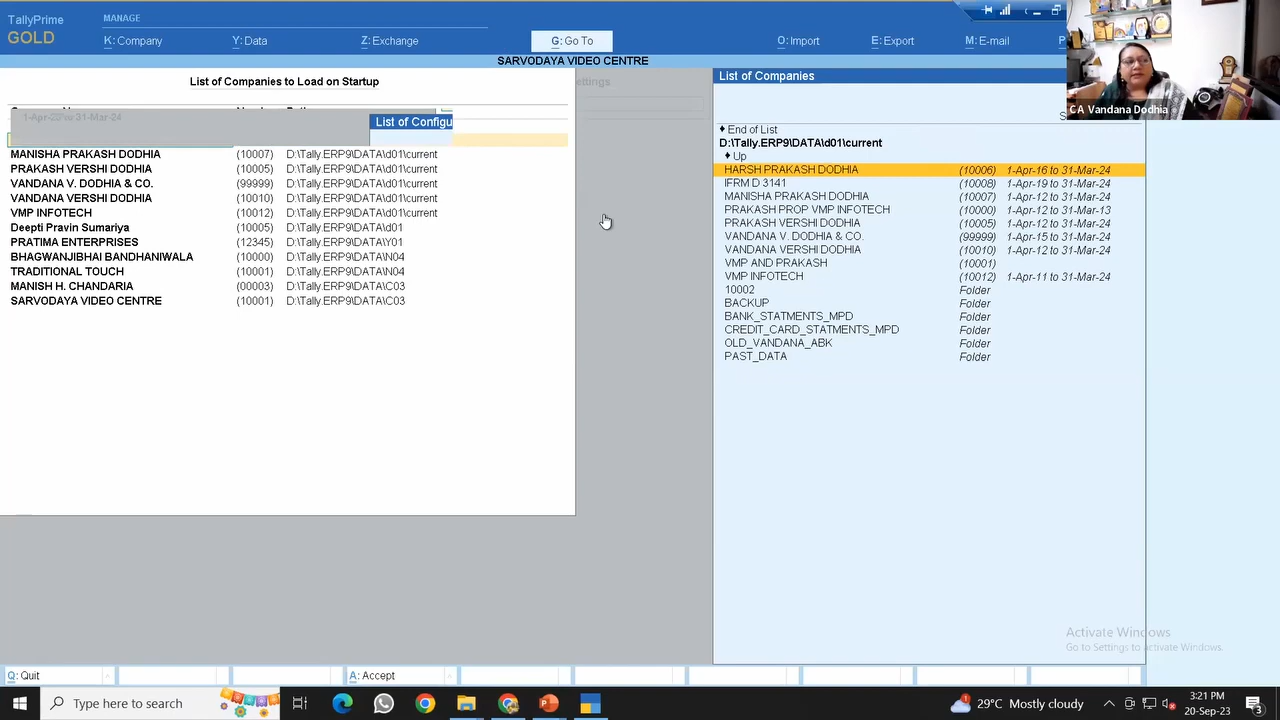 TallyPrime
MANAGE
GOLD
K: Company
Y: Data
Z: Exchange
G: Go To
O: Import
E: Export
M: E-mail
SARVODAYA VIDEO CENTRE
List of Companies to Load on Startup
1-Apr-23 For 31-Mar-24
List of Configu
MANISHA PRAKASH DODHIA (10007) D:\Tally.ERP9\DATA\d01\current
PRAKASH VERSHI DODHIA (10005) D:\Tally.ERP9\DATA\d01\current
VANDANA V. DODHIA & CO. (99999) D:\Tally.ERP9\DATA\d01\current
VANDANA VERSHI DODHIA (10010) D:\Tally.ERP9\DATA\d01\current
VMP INFOTECH (10012) D:\Tally.ERP9\DATA\d01\current
Deepti Pravin Sumariya (10005) D:\Tally.ERP9\DATA\d01
PRATIMA ENTERPRISES (12345) D:\Tally.ERP9\DATA\Y01
BHAGWANJIBHAI BANDHANIWALA (10000) D:\Tally.ERP9\DATA\N04
TRADITIONAL TOUCH (10001) D:\Tally.ERP9\DATA\N04
MANISH H. CHANDARIA (00003) D:\Tally.ERP9\DATA\C03
SARVODAYA VIDEO CENTRE (10001) D:\Tally.ERP9\DATA\C03
ettings
List of Companies
♦ End of List
D:\Tally.ERP9\DATA\d01\current
♦ Up
HARSH PRAKASH DODHIA (10006) 1-Apr-16 to 31-Mar-24
IFRM D 3141 (10008) 1-Apr-19 to 31-Mar-24
MANISHA PRAKASH DODHIA (10007) 1-Apr-12 to 31-Mar-24
PRAKASH PROP VMP INFOTECH (10000) 1-Apr-12 to 31-Mar-13
PRAKASH VERSHI DODHIA (10005) 1-Apr-12 to 31-Mar-24
VANDANA V. DODHIA & CO. (99999) 1-Apr-15 to 31-Mar-24
VANDANA VERSHI DODHIA (10010) 1-Apr-12 to 31-Mar-24
VMP AND PRAKASH (10001)
VMP INFOTECH (10012) 1-Apr-11 to 31-Mar-24
10002 Folder
BACKUP Folder
BANK_STATMENTS_MPD Folder
CREDIT_CARD_STATMENTS_MPD Folder
OLD_VANDANA_ABK Folder
PAST_DATA Folder
CA Vandana Dodhia
Activate Windows
Go to Settings to activate Windows.
Q: Quit
A: Accept
Type here to search
29°C Mostly cloudy
3:21 PM
20-Sep-23
3